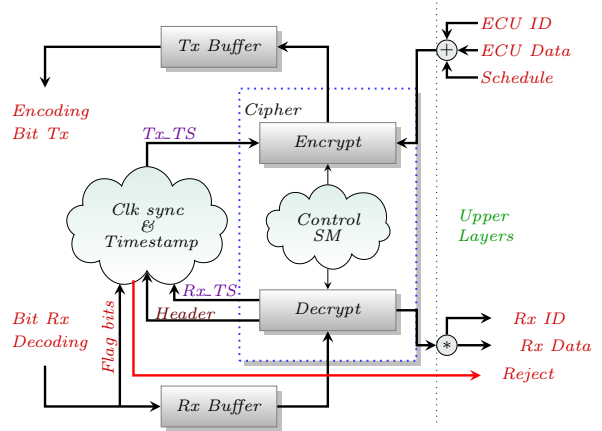 ECU ID
Tx Buffer
ECU Data
+
Schedule
Encoding
Bit Tx
Cipher
Tx_TS
Encrypt
Clk sync
&
Timestamp
Control
SM
Upper
Layers
Rx_TS
Header
Decrypt
Flag bits
Bit Rx
Decoding
Rx ID
*
Rx Data
Reject
Rx Buffer